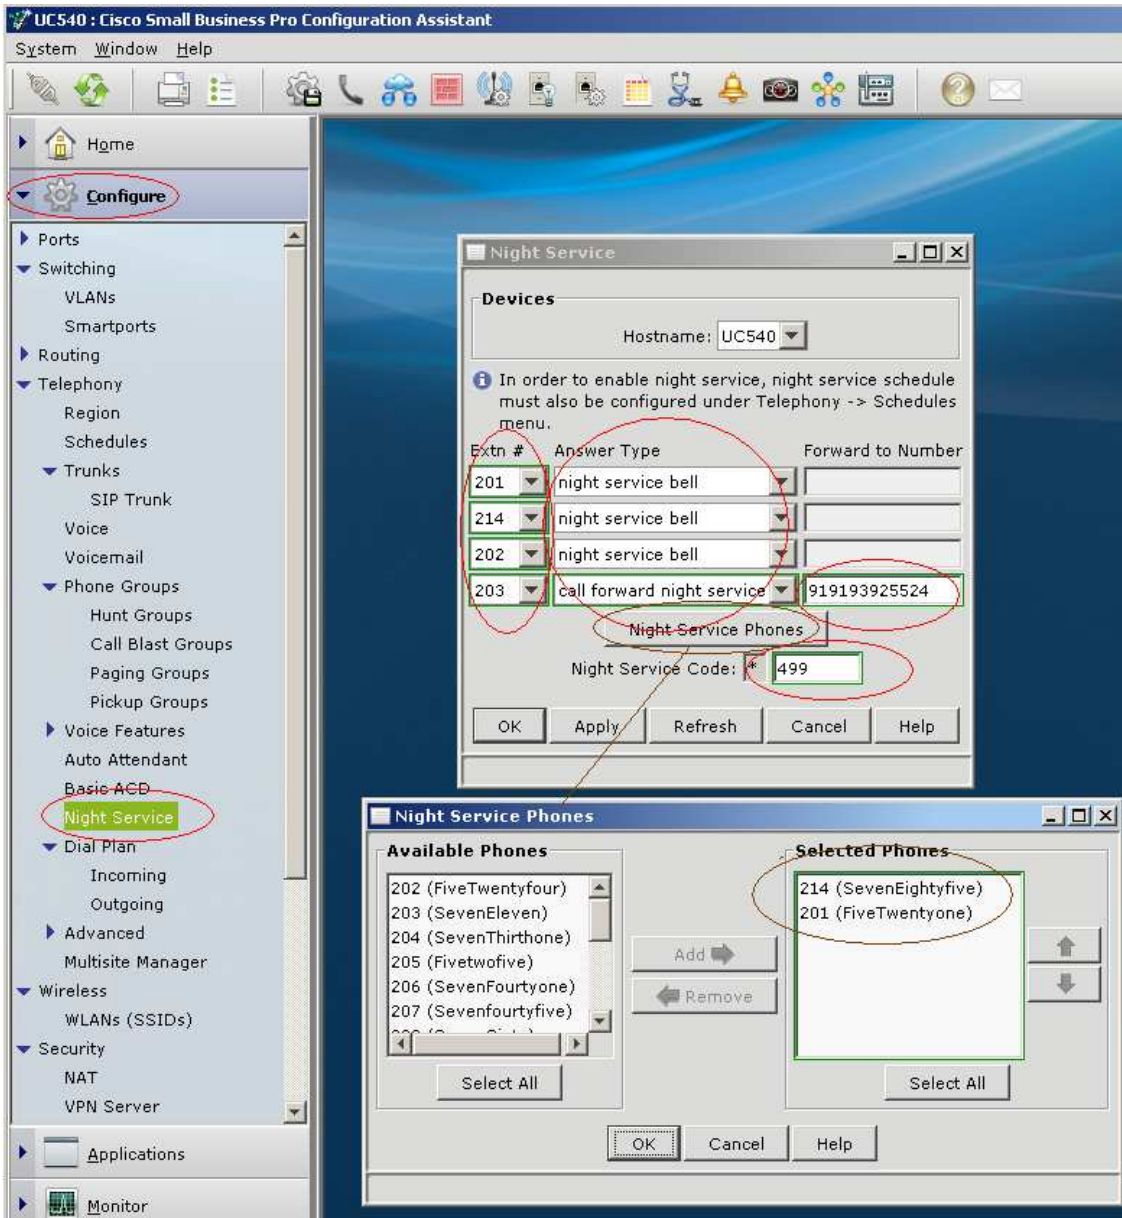 UC540 : Cisco Small Business Pro Configuration Assistant
System Window Help
Home
Configure
Ports
Switching
VLANs
Smartports
Routing
Telephony
Region
Schedules
Trunks
SIP Trunk
Voice
Voicemail
Phone Groups
Hunt Groups
Call Blast Groups
Paging Groups
Pickup Groups
Voice Features
Auto Attendant
Basic ACD
Night Service
Dial Plan
Incoming
Outgoing
Advanced
Multisite Manager
Wireless
WLANs (SSIDs)
Security
NAT
VPN Server
Applications
Monitor
Night Service
Devices
Hostname: UC540
In order to enable night service, night service schedule
must also be configured under Telephony -> Schedules
menu.
Extn # Answer Type Forward to Number
201 night service bell
214 night service bell
202 night service bell
203 call forward night service 919193925524
Night Service Phones
Night Service Code: * 499
OK Apply Refresh Cancel Help
Night Service Phones
Available Phones
202 (FiveTwentyfour)
203 (SevenEleven)
204 (SevenThirthone)
205 (Fivetwofive)
206 (SevenFourtyone)
207 (Sevenfourtyfive)
Select All
Add
Remove
Selected Phones
214 (SevenEightyfive)
201 (FiveTwentyone)
Select All
OK Cancel Help